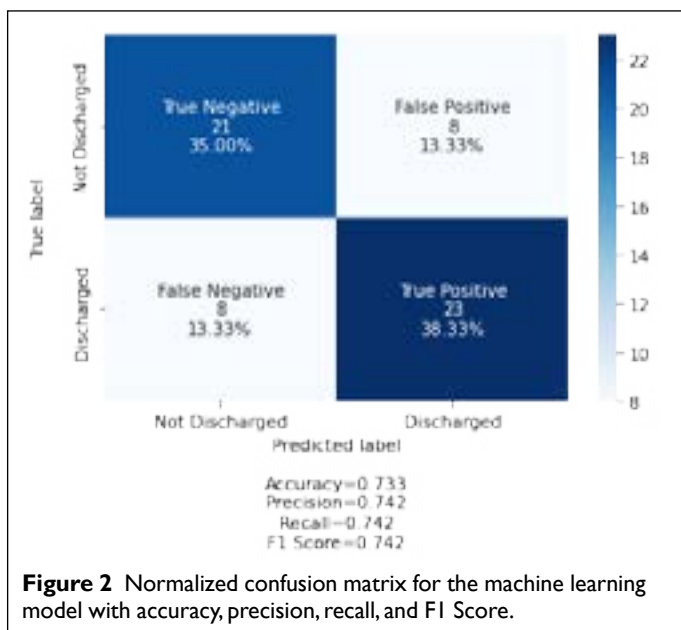 True label
Not Discharged
Discharged
True Negative
21
35.00%
False Positive
8
13.33%
False Negative
8
13.33%
True Positive
23
38.33%
Not Discharged
Discharged
Predicted label
22
20
18
16
14
12
10
8
Accuracy=0.733
Precision=0.742
Recall=0.742
F1 Score=0.742
Figure 2 Normalized confusion matrix for the machine learning
model with accuracy, precision, recall, and F1 Score.